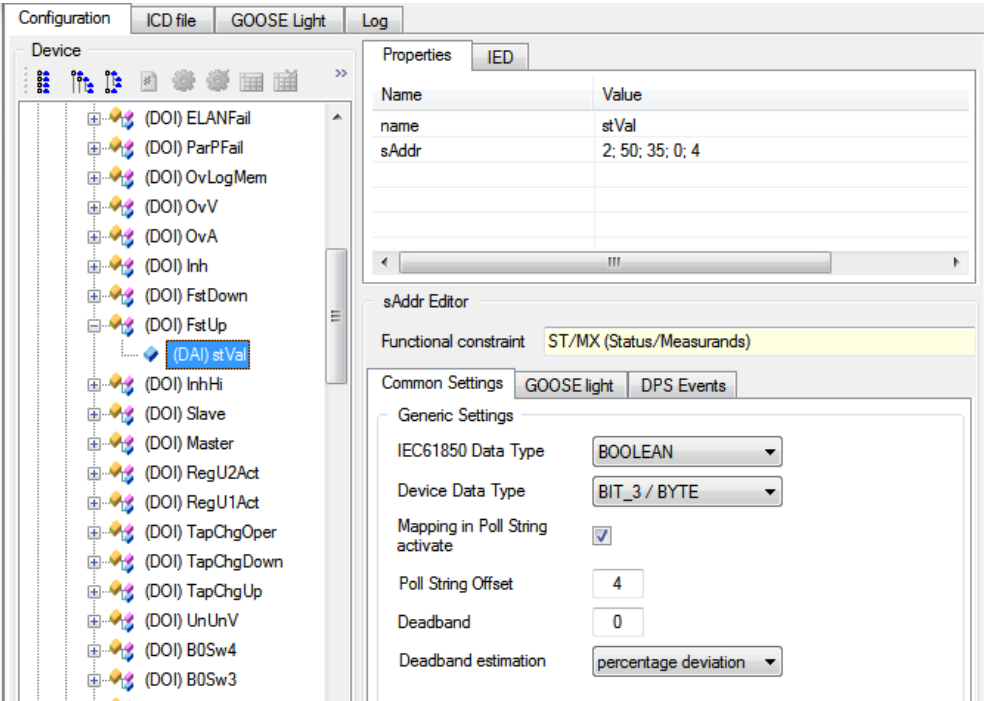 Configuration
ICD file
GOOSE Light
Log
Device
#
»
(DOI) ELANFail
(DOI) ParPFail
(DOI) OvLogMem
(DOI) OvV
(DOI) OvA
(DOI) Inh
(DOI) FstDown
(DOI) FstUp
(DAI) stVal
(DOI) InhHi
(DOI) Slave
(DOI) Master
(DOI) RegU2Act
(DOI) RegU1Act
(DOI) TapChgOper
(DOI) TapChgDown
(DOI) TapChgUp
(DOI) UnUnV
(DOI) B0Sw4
(DOI) B0Sw3
Properties
IED
Name Value
name stVal
sAddr 2; 50; 35; 0; 4
sAddr Editor
Functional constraint ST/MX (Status/Measurands)
Common Settings
GOOSE light
DPS Events
Generic Settings
IEC61850 Data Type BOOLEAN
Device Data Type BIT_3 / BYTE
Mapping in Poll String
activate
Poll String Offset 4
Deadband 0
Deadband estimation percentage deviation